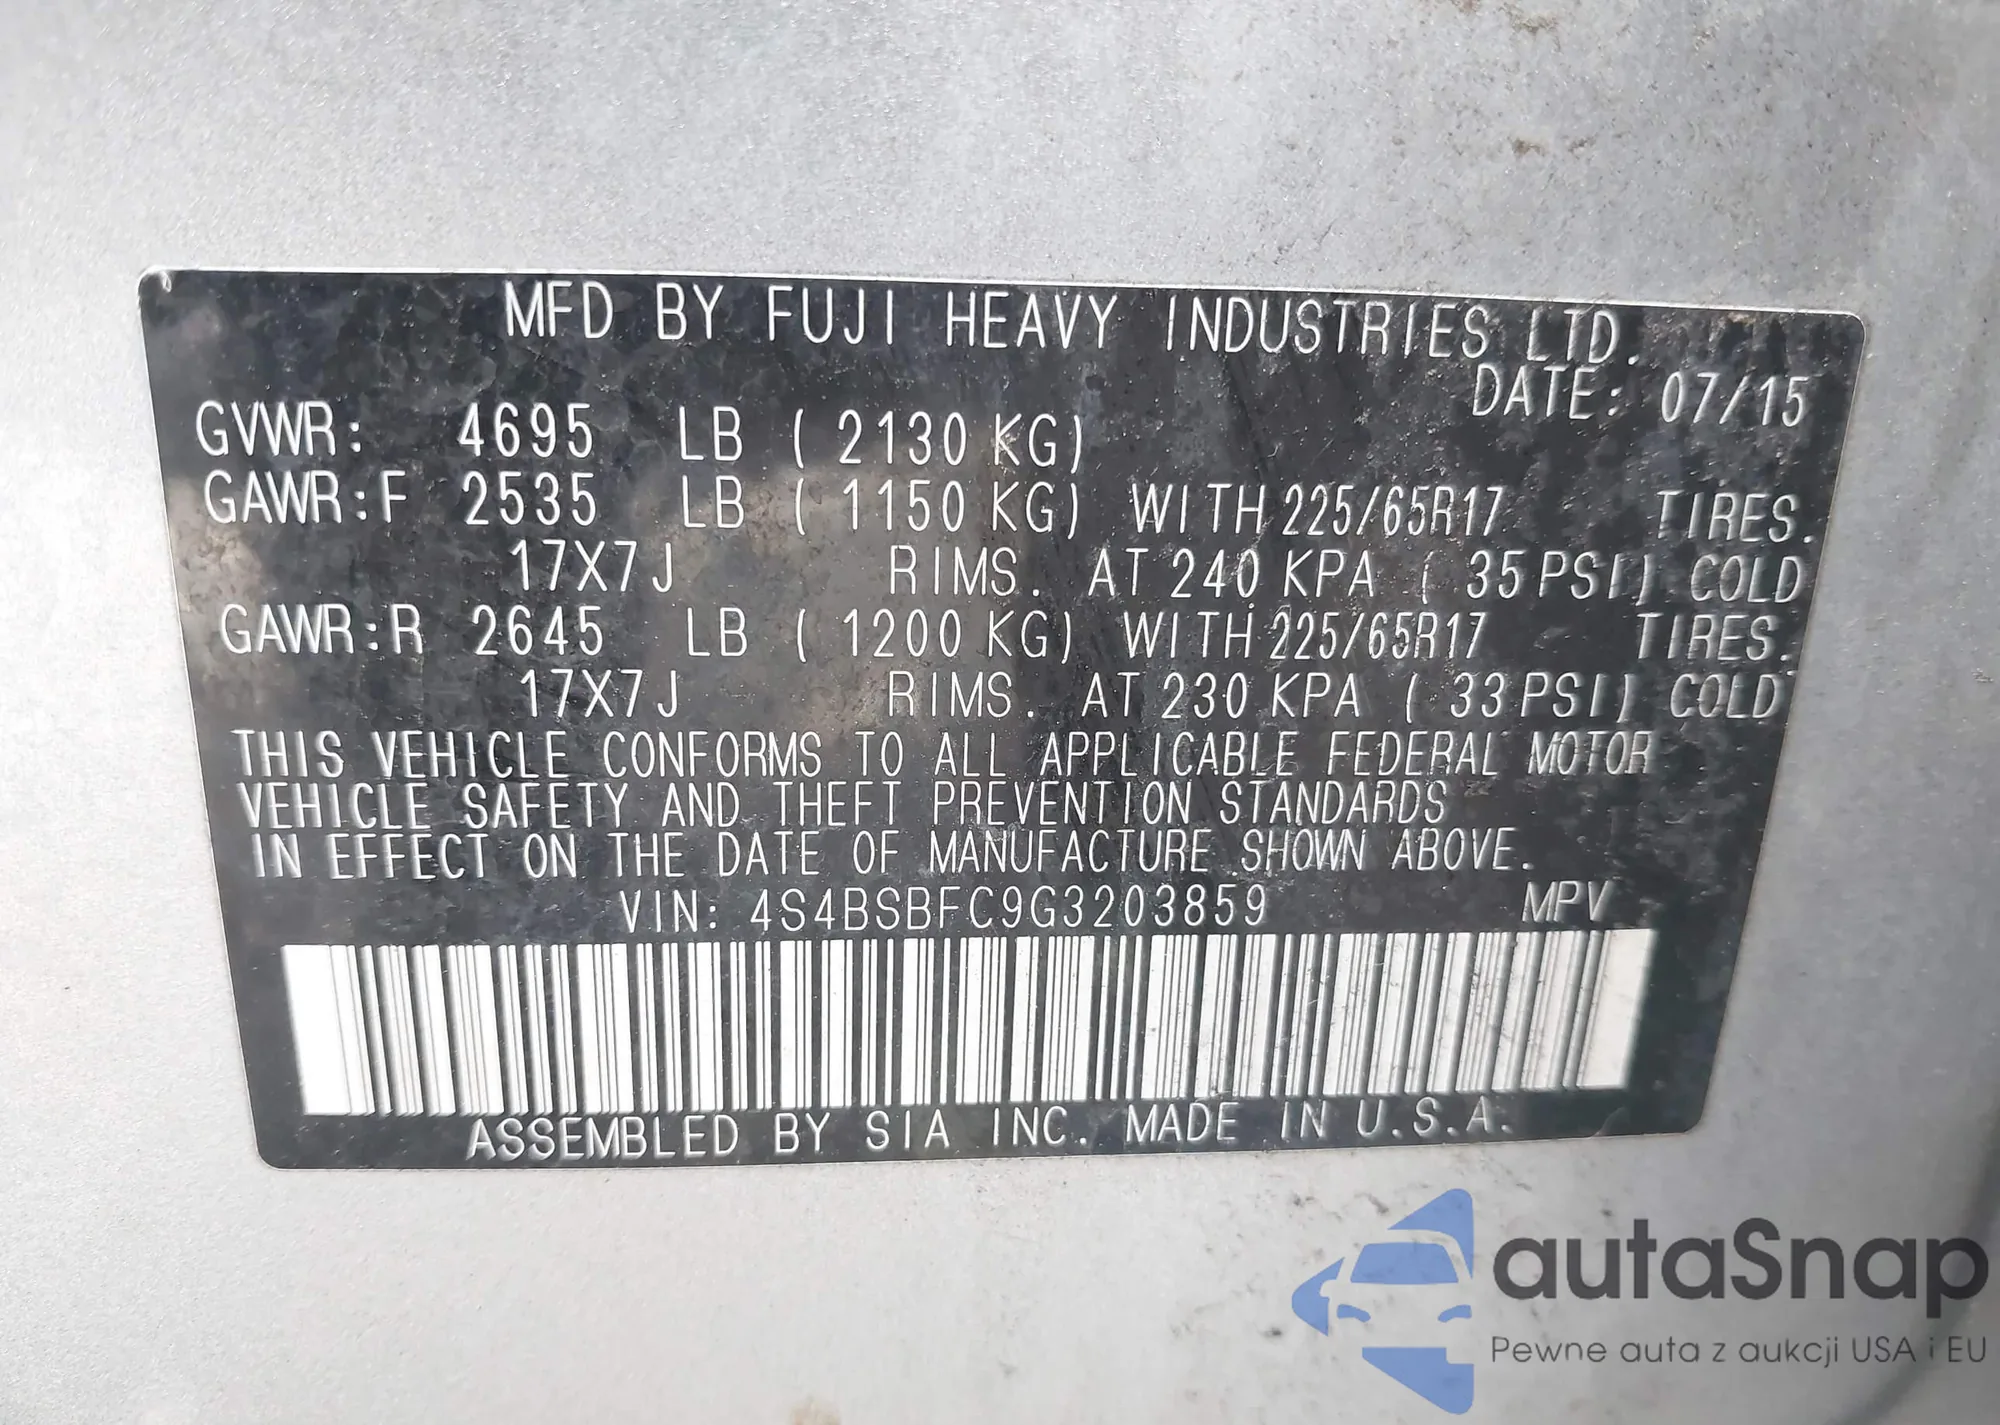 MFD BY FUJI HEAVY INDUSTRIES LTD.
DATE: 07/15
GVWR: 4695 LB ( 2130 KG)
GAWR:F 2535 LB ( 1150 KG) WITH 225/65R17 TIRES.
17X7J RIMS. AT 240 KPA ( 35 PSI) COLD
GAWR:R 2645 LB ( 1200 KG) WITH 225/65R17 TIRES.
17X7J RIMS. AT 230 KPA ( 33 PSI) COLD
THIS VEHICLE CONFORMS TO ALL APPLICABLE FEDERAL MOTOR
VEHICLE SAFETY AND THEFT PREVENTION STANDARDS
IN EFFECT ON THE DATE OF MANUFACTURE SHOWN ABOVE.
VIN: 4S4BSBFC9G3203859 MPV
ASSEMBLED BY SIA INC. MADE IN U.S.A.
autaSnap
Pewne auta z aukcji USA i EU